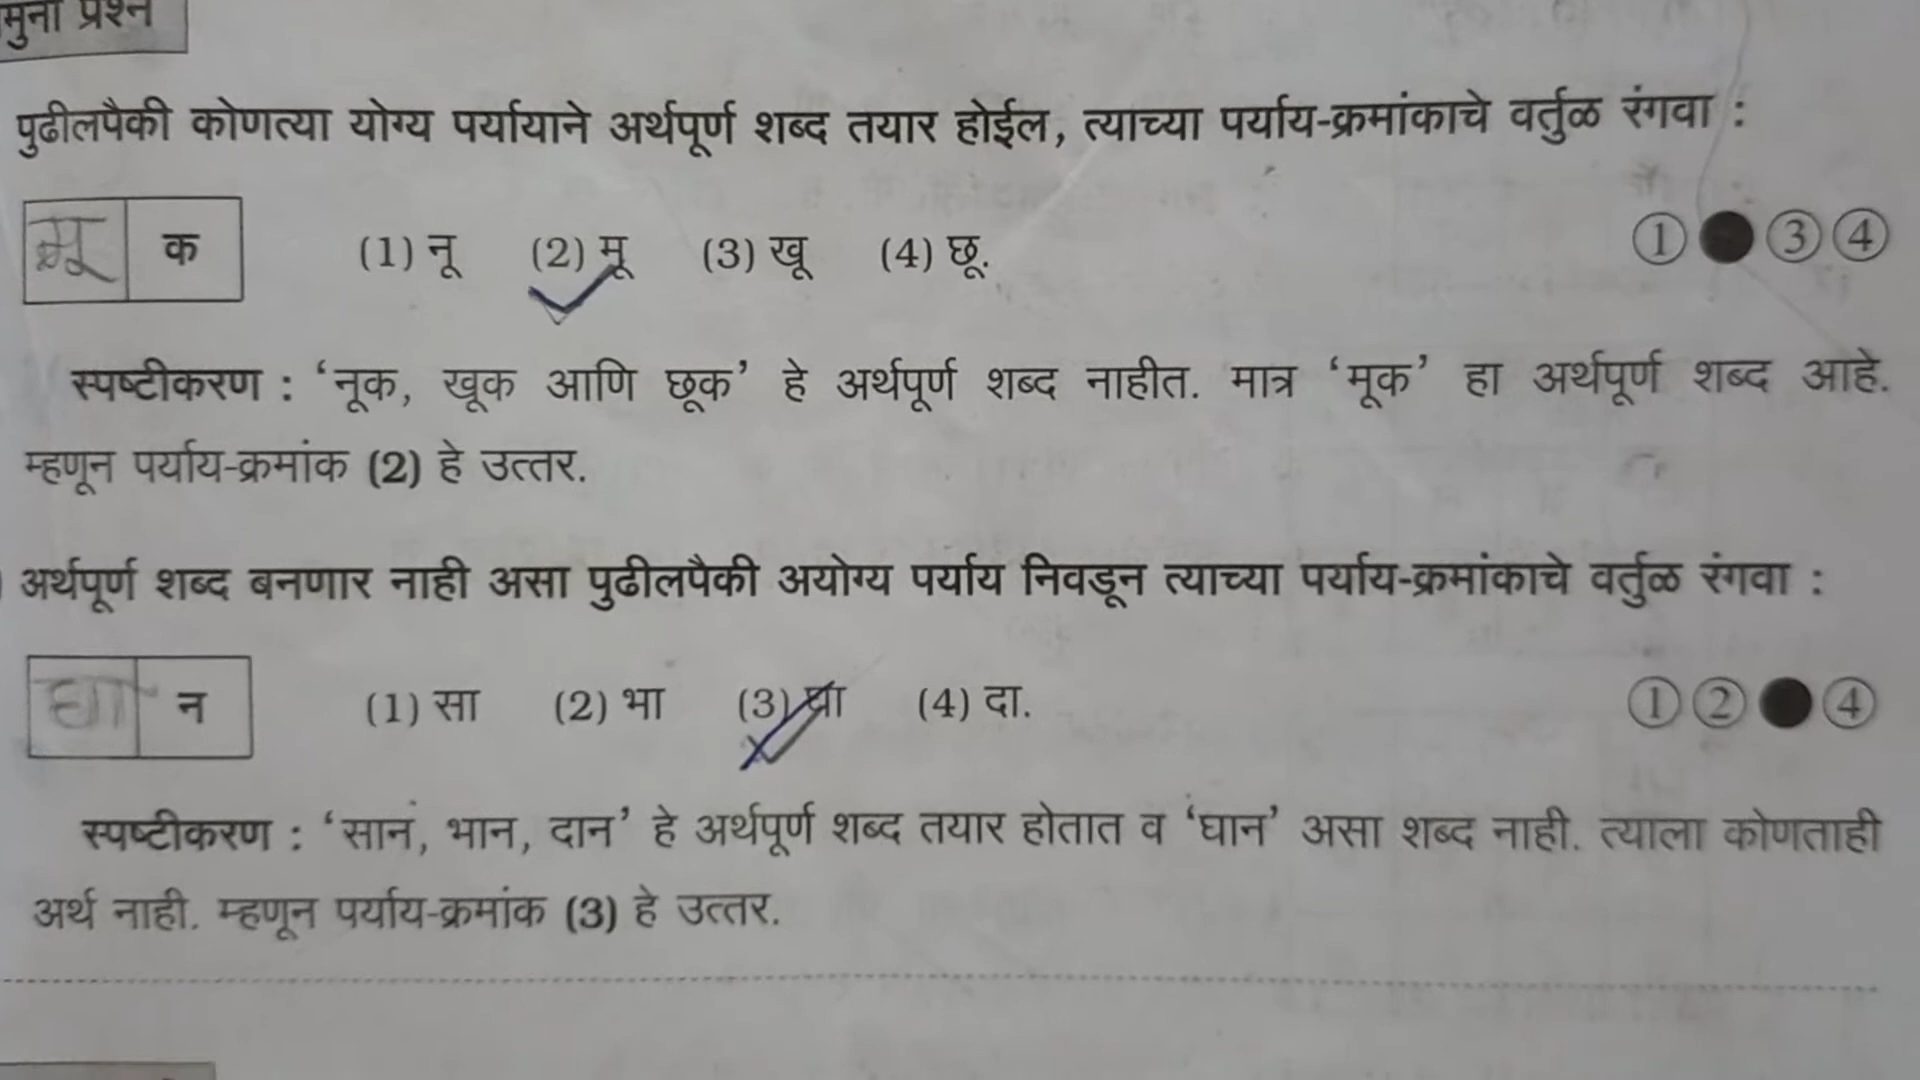 मुना प्रश्न
पुढीलपैकी कोणत्या योग्य पर्यायाने अर्थपूर्ण शब्द तयार होईल, त्याच्या पर्याय-क्रमांकाचे वर्तुळ रंगवा :
मू क (1) नू (2) मू (3) खू (4) छू. ① ③ ④
स्पष्टीकरण : ‘नूक, खूक आणि छूक’ हे अर्थपूर्ण शब्द नाहीत. मात्र ‘मूक’ हा अर्थपूर्ण शब्द आहे.
म्हणून पर्याय-क्रमांक (2) हे उत्तर.
अर्थपूर्ण शब्द बनणार नाही असा पुढीलपैकी अयोग्य पर्याय निवडून त्याच्या पर्याय-क्रमांकाचे वर्तुळ रंगवा :
घा न (1) सा (2) भा (3) घा (4) दा. ① ② ④
स्पष्टीकरण : ‘सान, भान, दान’ हे अर्थपूर्ण शब्द तयार होतात व ‘घान’ असा शब्द नाही. त्याला कोणताही
अर्थ नाही. म्हणून पर्याय-क्रमांक (3) हे उत्तर.